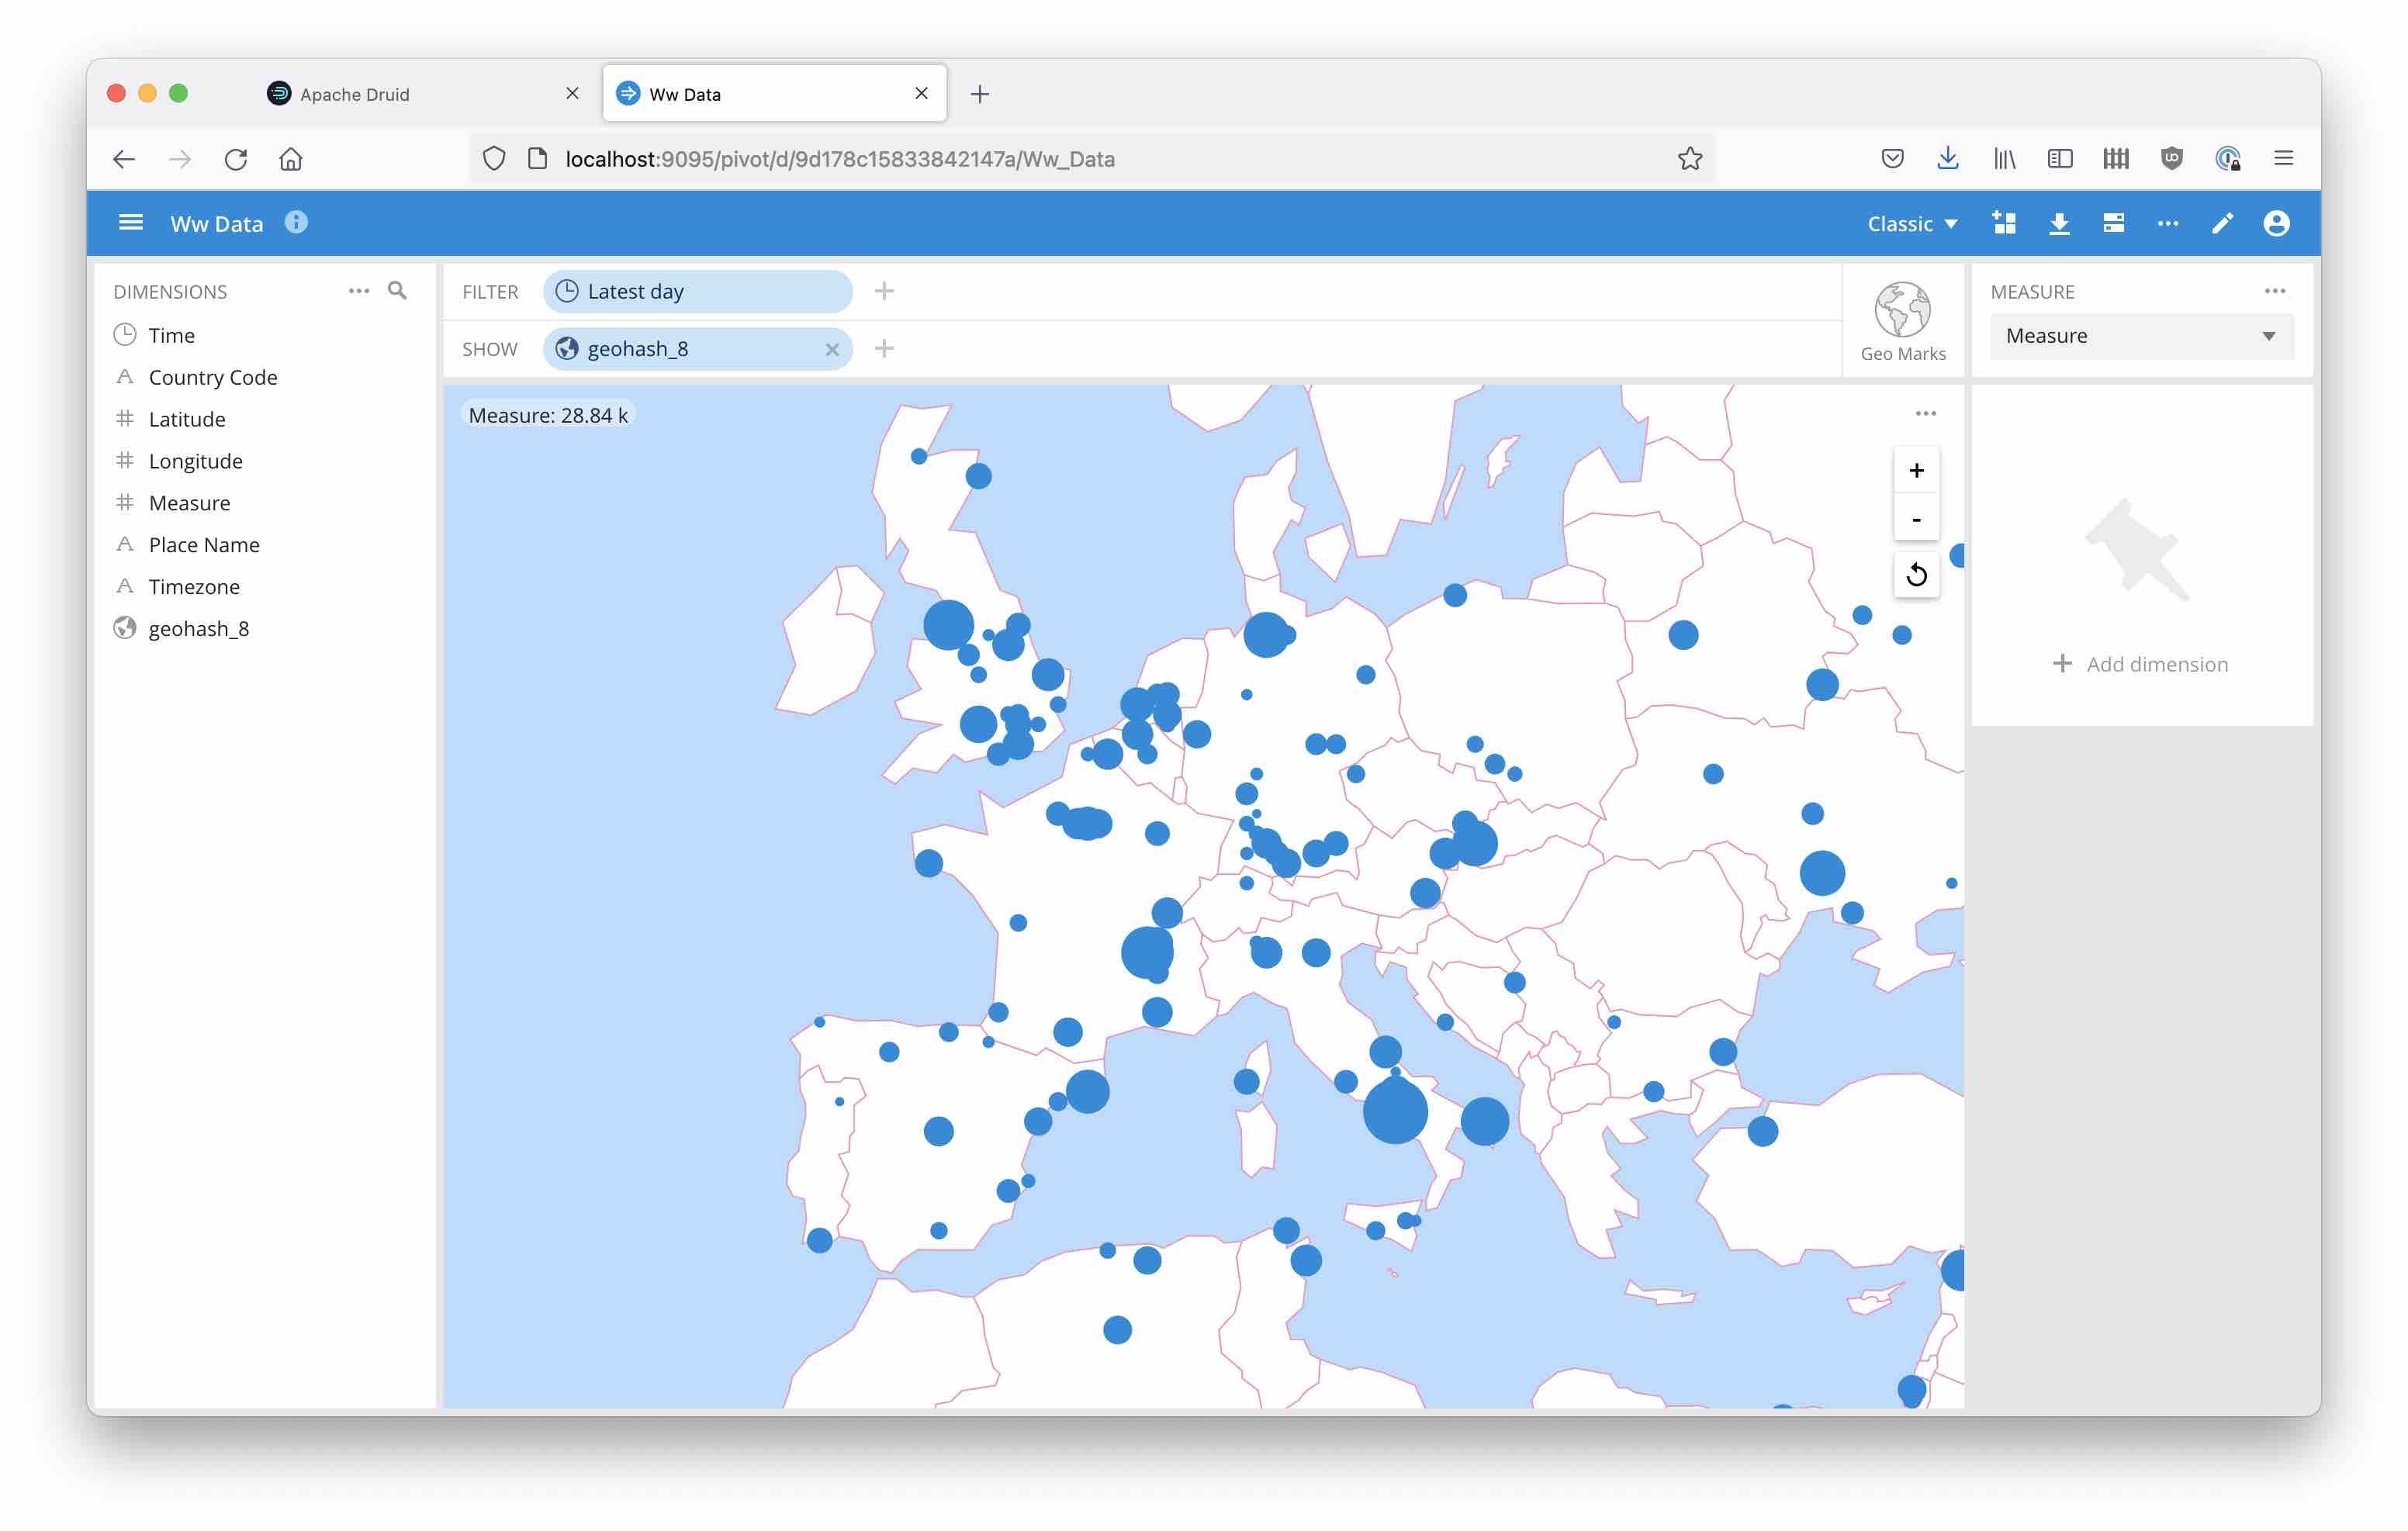 Apache Druid
Ww Data
localhost:9095/pivot/d/9d178c15833842147a/Ww_Data
Ww Data
Classic
DIMENSIONS
Time
Country Code
Latitude
Longitude
Measure
Place Name
Timezone
geohash_8
FILTER
Latest day
SHOW
geohash_8
Geo Marks
Measure: 28.84 k
+
-
MEASURE
Measure
+ Add dimension